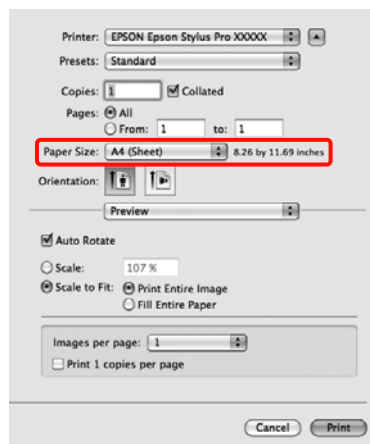 Printer: EPSON Epson Stylus Pro XXXXX
Presets: Standard
Copies: 1 Collated
Pages: All
From: 1 to: 1
Paper Size: A4 (Sheet) 8.26 by 11.69 inches
Orientation:
Preview
Auto Rotate
Scale: 107 %
Scale to Fit: Print Entire Image
Fill Entire Paper
Images per page: 1
Print 1 copies per page
Cancel Print